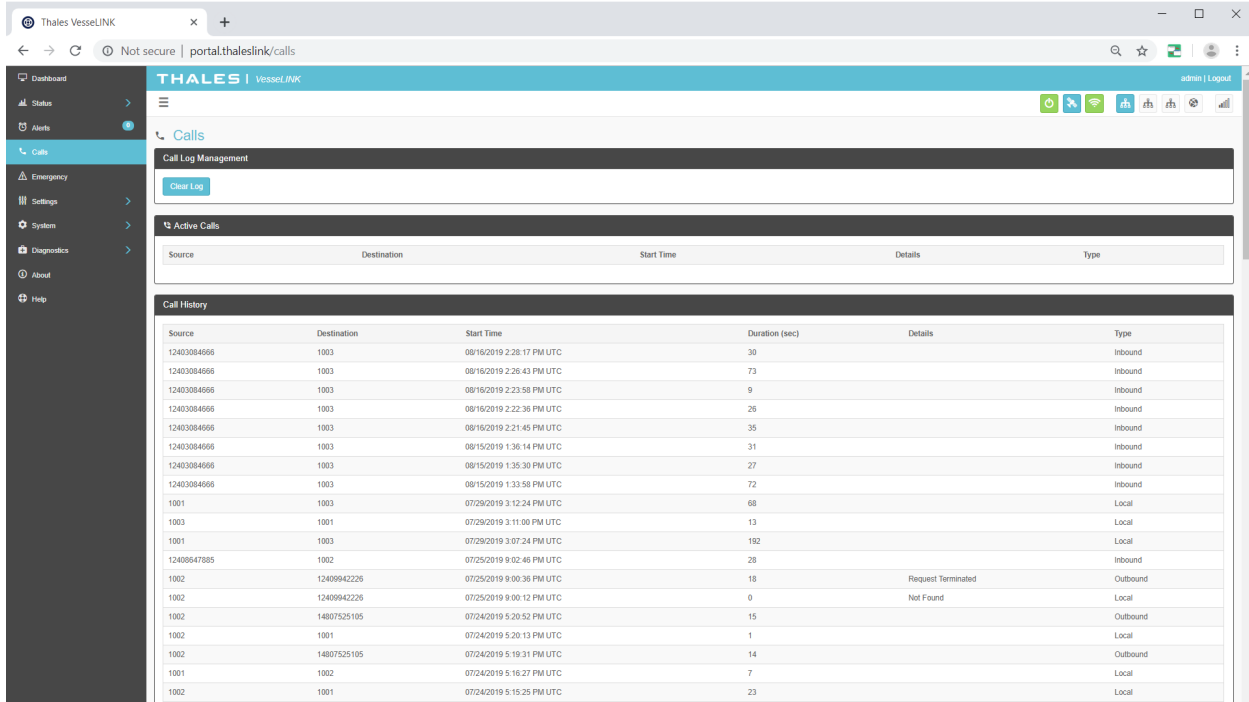 Thales VesseLINK
Not secure | portal.thaleslink/calls
Dashboard
Status
Alerts 0
Calls
Emergency
Settings
System
Diagnostics
About
Help
THALES | VesseLINK admin | Logout
Calls
Call Log Management
Clear Log
Active Calls
Source Destination Start Time Details Type
Call History
Source Destination Start Time Duration (sec) Details Type
12403084666 1003 08/16/2019 2:28:17 PM UTC 30 Inbound
12403084666 1003 08/16/2019 2:26:43 PM UTC 73 Inbound
12403084666 1003 08/16/2019 2:23:58 PM UTC 9 Inbound
12403084666 1003 08/16/2019 2:22:36 PM UTC 26 Inbound
12403084666 1003 08/16/2019 2:21:45 PM UTC 35 Inbound
12403084666 1003 08/15/2019 1:36:14 PM UTC 31 Inbound
12403084666 1003 08/15/2019 1:35:30 PM UTC 27 Inbound
12403084666 1003 08/15/2019 1:33:58 PM UTC 72 Inbound
1001 1003 07/29/2019 3:12:24 PM UTC 68 Local
1003 1001 07/29/2019 3:11:00 PM UTC 13 Local
1001 1003 07/29/2019 3:07:24 PM UTC 192 Local
12408647885 1002 07/25/2019 9:02:46 PM UTC 28 Inbound
1002 12409942226 07/25/2019 9:00:36 PM UTC 18 Request Terminated Outbound
1002 12409942226 07/25/2019 9:00:12 PM UTC 0 Not Found Local
1002 14807525105 07/24/2019 5:20:52 PM UTC 15 Outbound
1002 1001 07/24/2019 5:20:13 PM UTC 1 Local
1002 14807525105 07/24/2019 5:19:31 PM UTC 14 Outbound
1001 1002 07/24/2019 5:16:27 PM UTC 7 Local
1002 1001 07/24/2019 5:15:25 PM UTC 23 Local